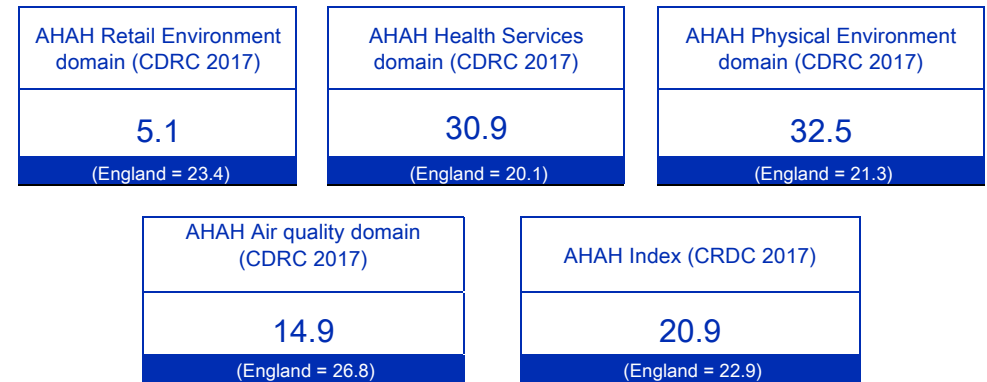 AHAH Retail Environment
domain (CDRC 2017)
5.1
(England = 23.4)
AHAH Health Services
domain (CDRC 2017)
30.9
(England = 20.1)
AHAH Physical Environment
domain (CDRC 2017)
32.5
(England = 21.3)
AHAH Air quality domain
(CDRC 2017)
14.9
(England = 26.8)
AHAH Index (CRDC 2017)
20.9
(England = 22.9)